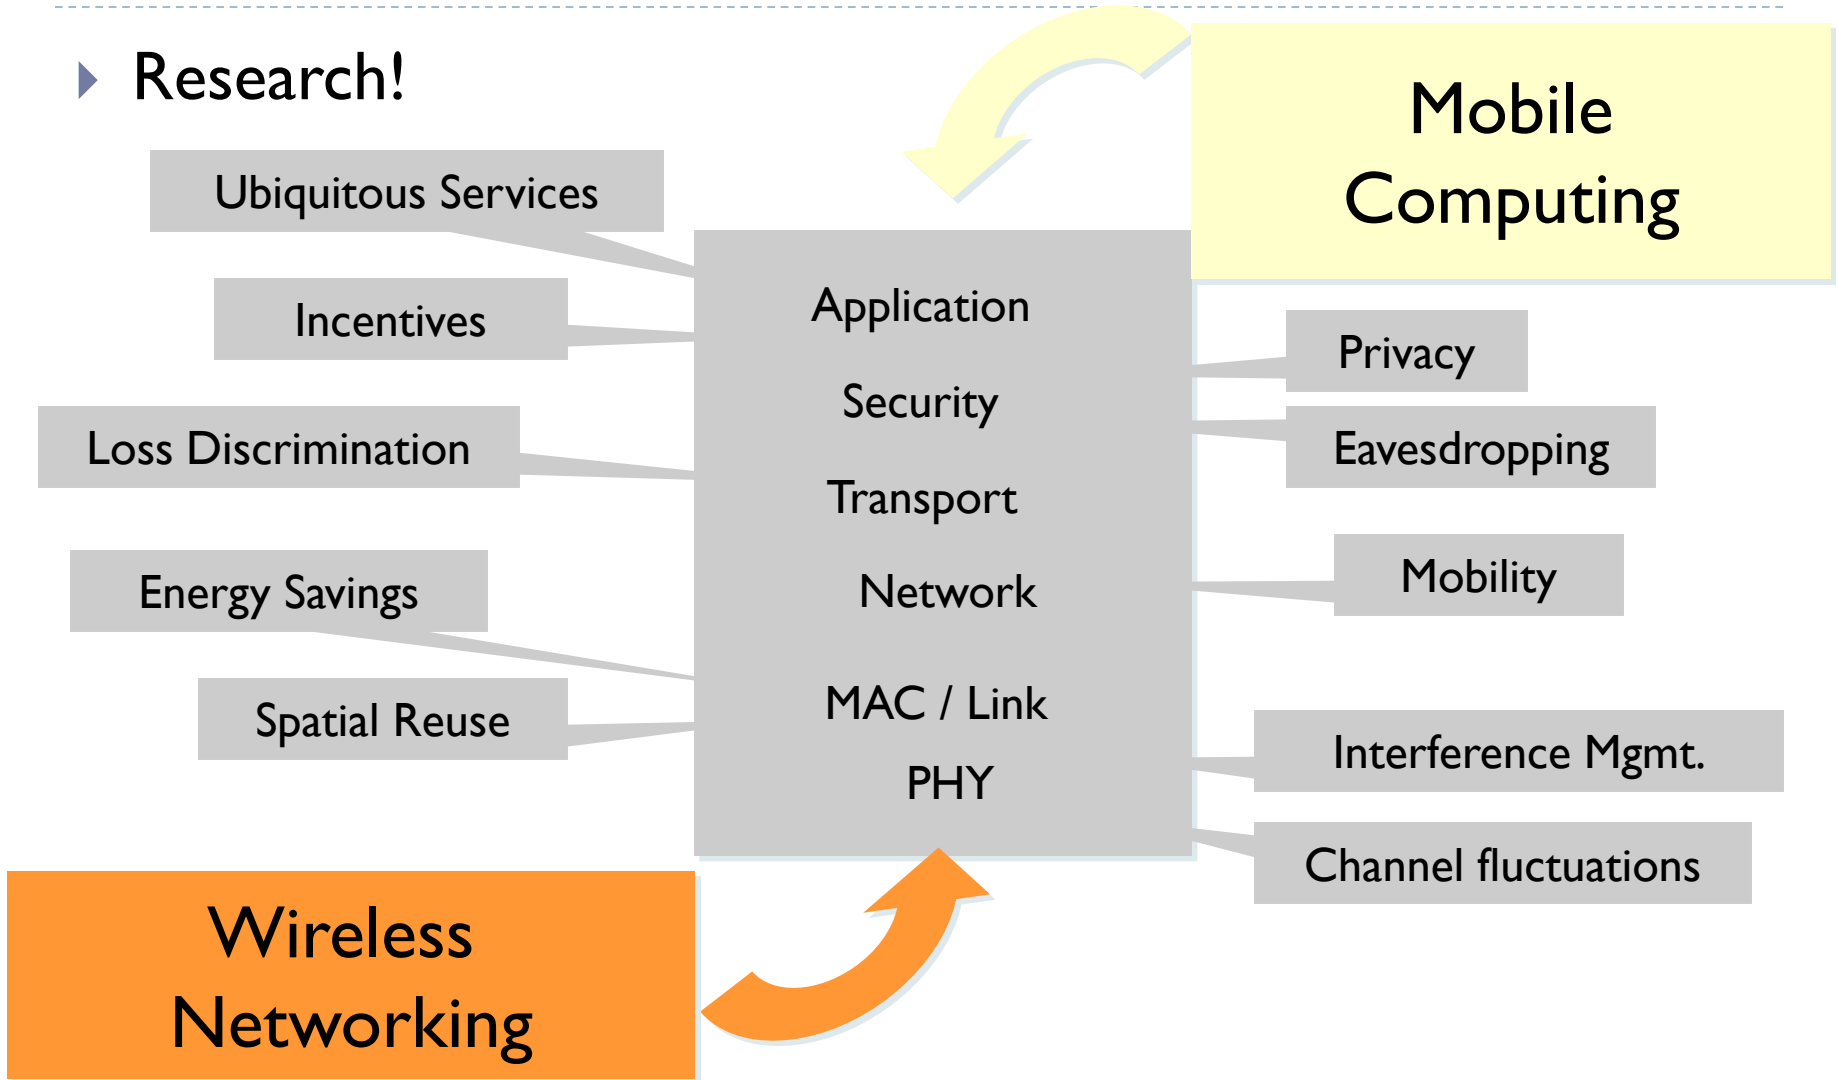 Research!
Mobile
Computing
Ubiquitous Services
Incentives
Loss Discrimination
Energy Savings
Spatial Reuse
Application
Security
Transport
Network
MAC / Link
PHY
Privacy
Eavesdropping
Mobility
Interference Mgmt.
Channel fluctuations
Wireless
Networking